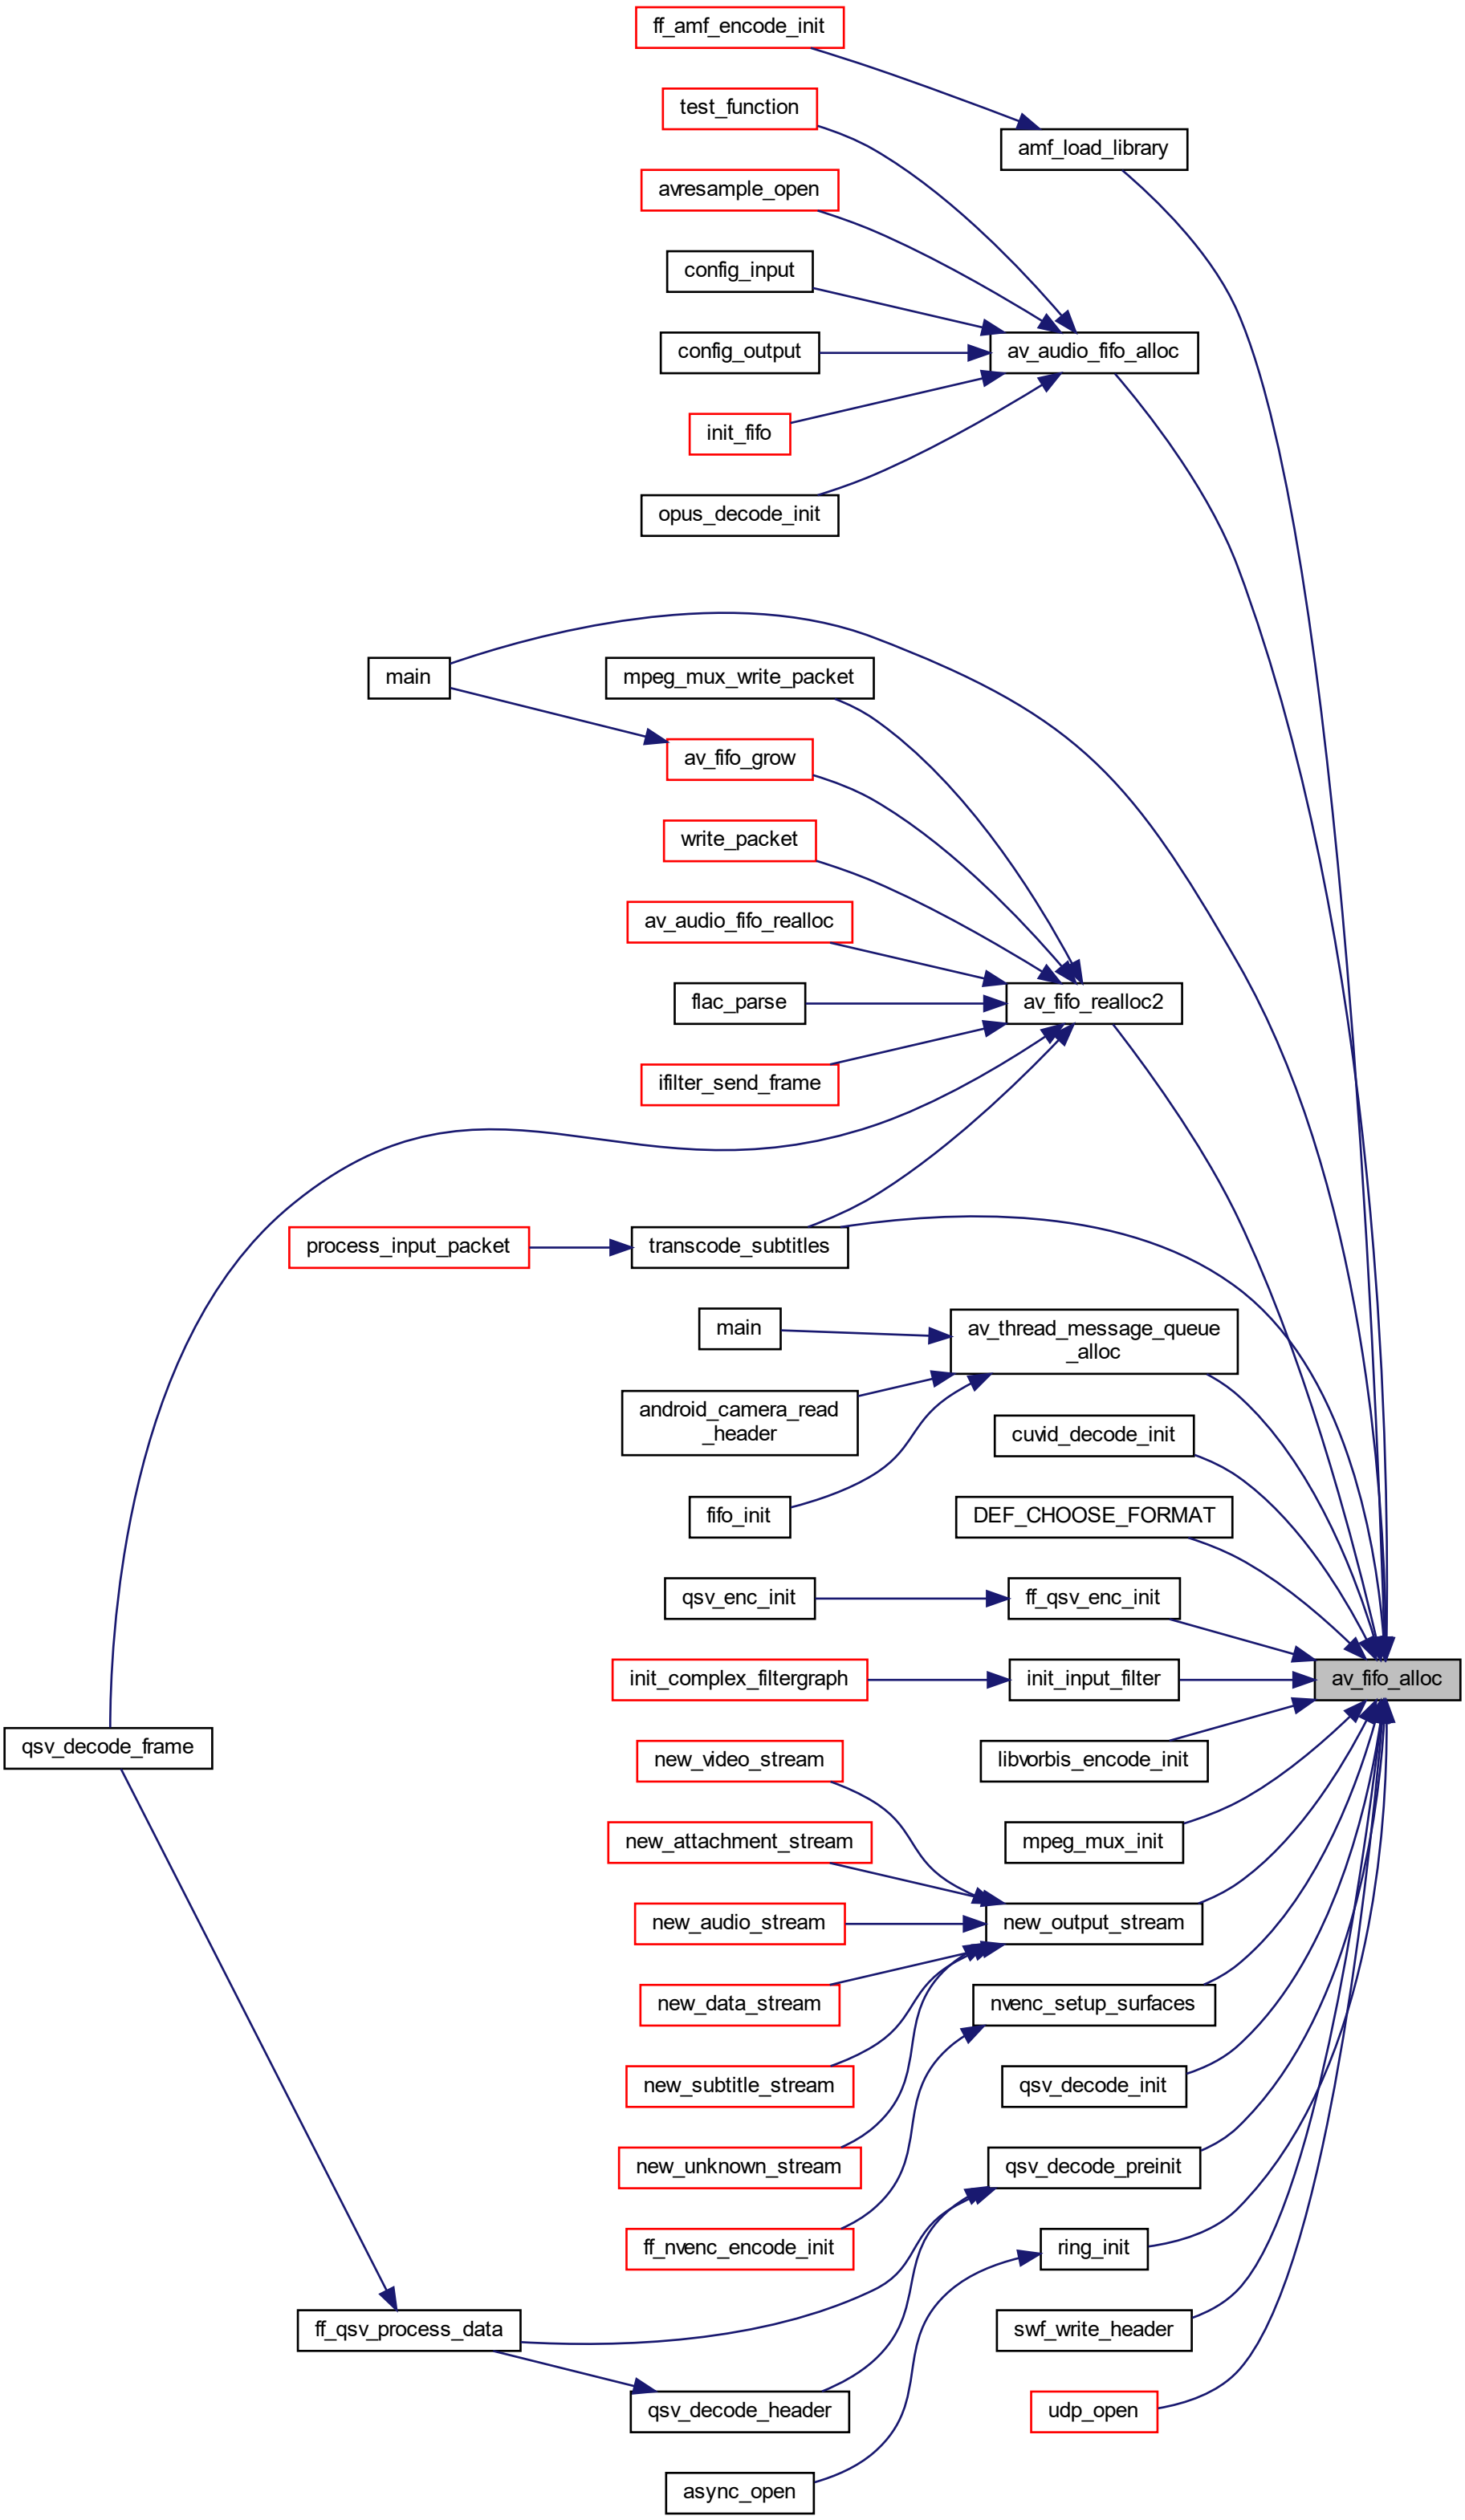 ff_amf_encode_init
test_function
amf_load_library
avresample_open
config_input
config_output
av_audio_fifo_alloc
init_fifo
opus_decode_init
main
mpeg_mux_write_packet
av_fifo_grow
write_packet
av_audio_fifo_realloc
flac_parse
av_fifo_realloc2
ifilter_send_frame
process_input_packet
transcode_subtitles
main
av_thread_message_queue
_alloc
android_camera_read
_header
cuvid_decode_init
fifo_init
DEF_CHOOSE_FORMAT
qsv_enc_init
ff_qsv_enc_init
init_complex_filtergraph
init_input_filter
av_fifo_alloc
qsv_decode_frame
new_video_stream
libvorbis_encode_init
new_attachment_stream
mpeg_mux_init
new_audio_stream
new_output_stream
new_data_stream
nvenc_setup_surfaces
new_subtitle_stream
qsv_decode_init
new_unknown_stream
qsv_decode_preinit
ff_nvenc_encode_init
ring_init
ff_qsv_process_data
swf_write_header
qsv_decode_header
udp_open
async_open